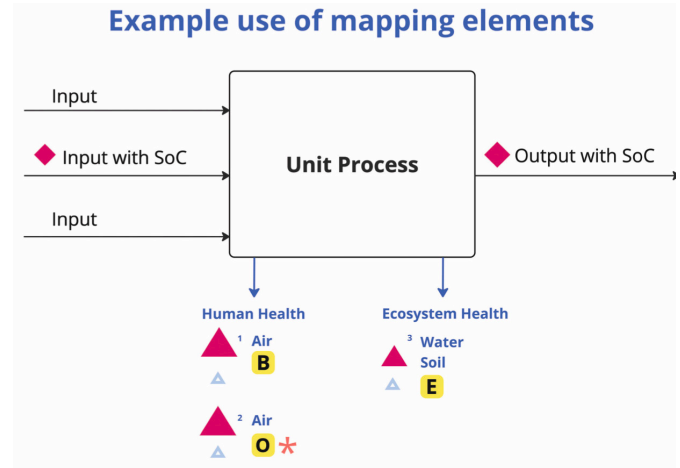 Example use of mapping elements
Input
Input with SoC
Input
Unit Process
Output with SoC
Human Health
1 Air
B
2 Air
O *
Ecosystem Health
3 Water
Soil
E